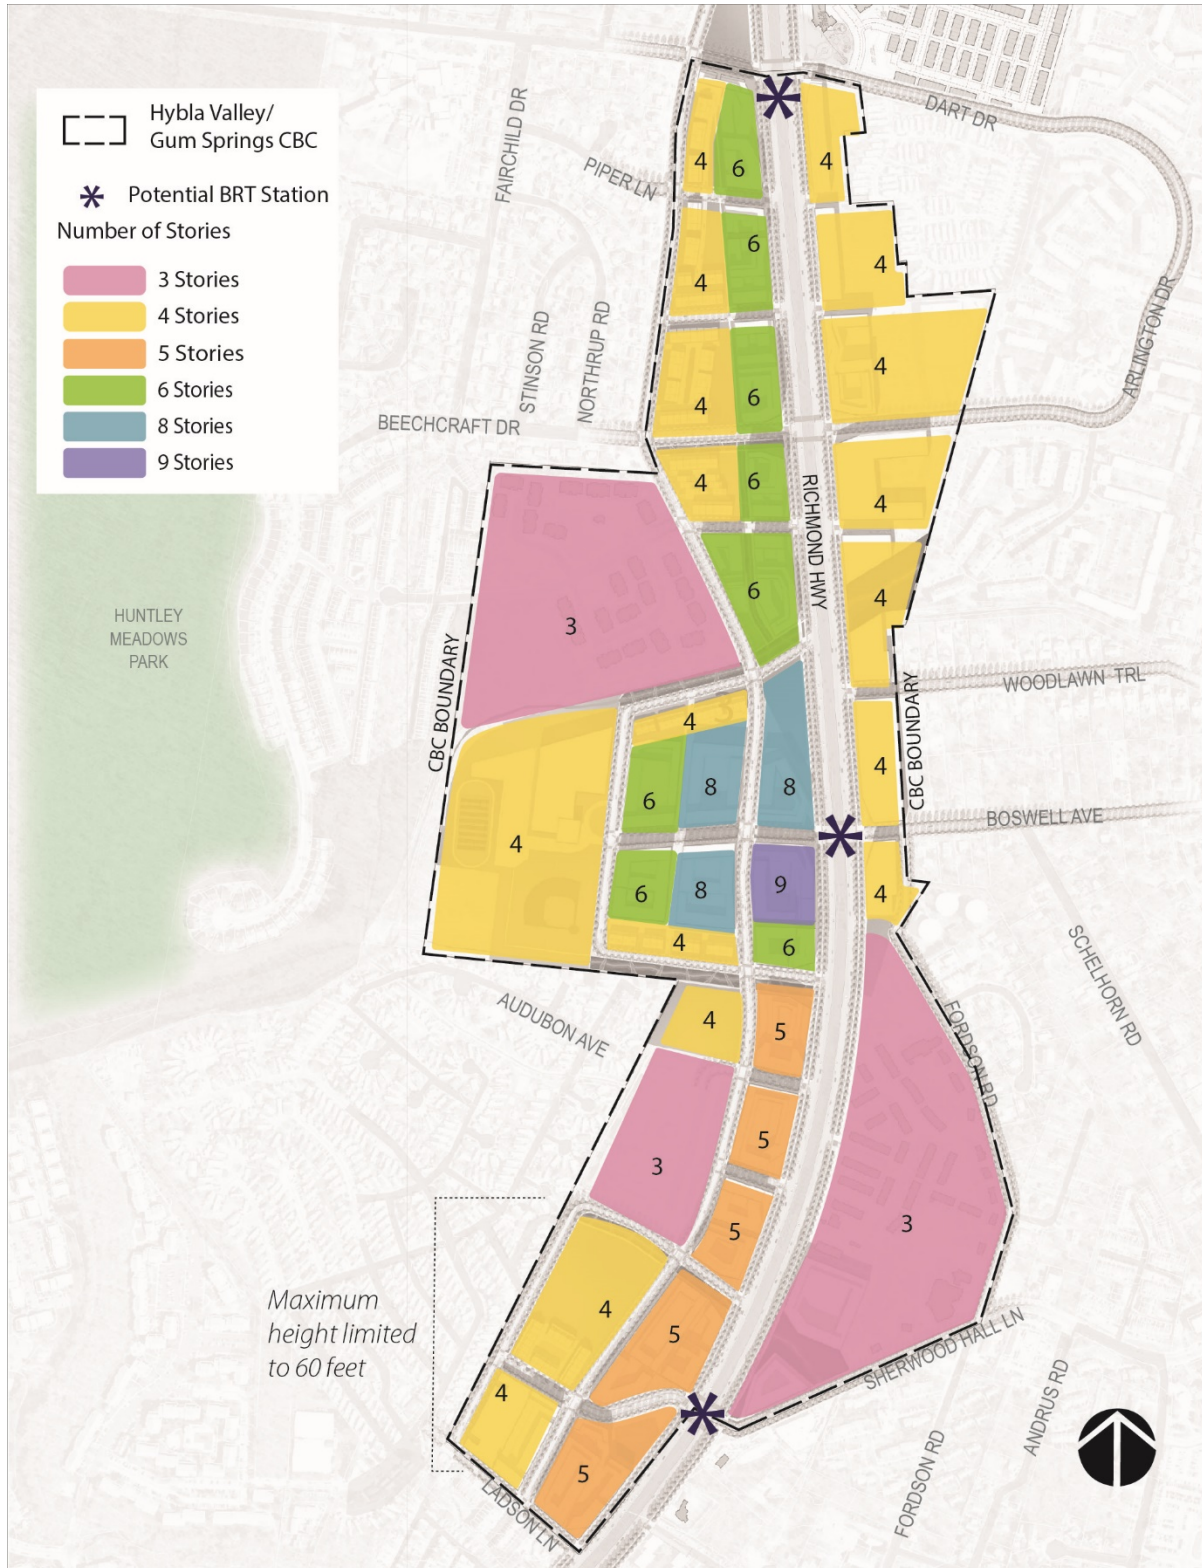 Hybla Valley/
Gum Springs CBC
Potential BRT Station
Number of Stories
3 Stories
4 Stories
5 Stories
6 Stories
8 Stories
9 Stories
FAIRCHILD DR
PIPER LN
DART DR
ARLINGTON DR
STINSON RD
NORTHRUP RD
BEECHCRAFT DR
RICHMOND HWY
4
6
4
4
6
4
4
6
4
4
6
4
6
4
3
HUNTLEY
MEADOWS
PARK
CBC BOUNDARY
CBC BOUNDARY
WOODLAWN TRL
4
6
8
8
4
BOSWELL AVE
4
6
8
9
4
4
6
SCHELHORN RD
FORDSON RD
AUDUBON AVE
4
5
5
3
5
3
Maximum
height limited
to 60 feet
4
5
4
5
SHERWOOD HALL LN
ANDRUS RD
FORDSON RD
LADSON LN